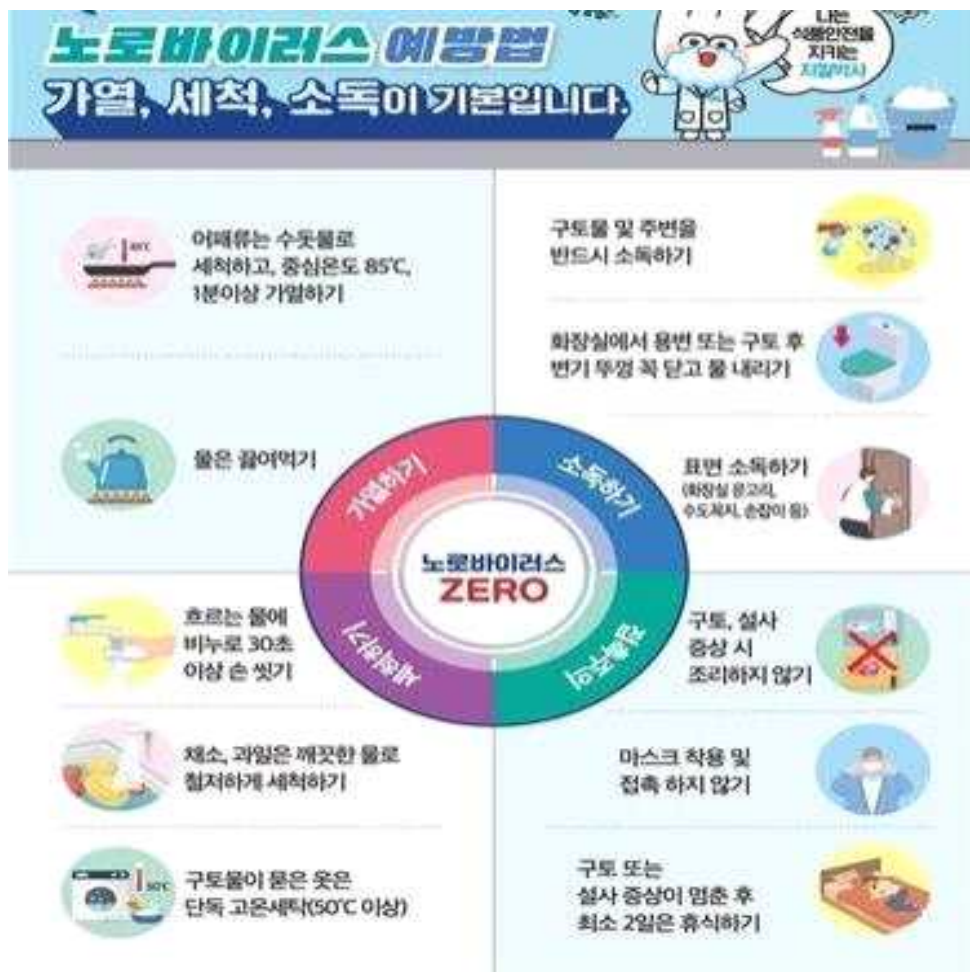 노로바이러스 예방법
나는
식품안전을
지키는
지킬박사
가열, 세척, 소독이 기본입니다.
어패류는 수돗물로
세척하고, 중심온도 85℃,
1분이상 가열하기
85℃
물은 끓여먹기
가열하기
구토물 및 주변을
반드시 소독하기
화장실에서 용변 또는 구토 후
변기 뚜껑 꼭 닫고 물 내리기
표면 소독하기
(화장실 문고리,
수도꼭지, 손잡이 등)
소독하기
노로바이러스
ZERO
세척하기
흐르는 물에
비누로 30초
이상 손 씻기
채소, 과일은 깨끗한 물로
철저하게 세척하기
구토물이 묻은 옷은
단독 고온세탁(50℃ 이상)
50℃
접촉주의
구토, 설사
증상 시
조리하지 않기
마스크 착용 및
접촉 하지 않기
구토 또는
설사 증상이 멈춘 후
최소 2일은 휴식하기